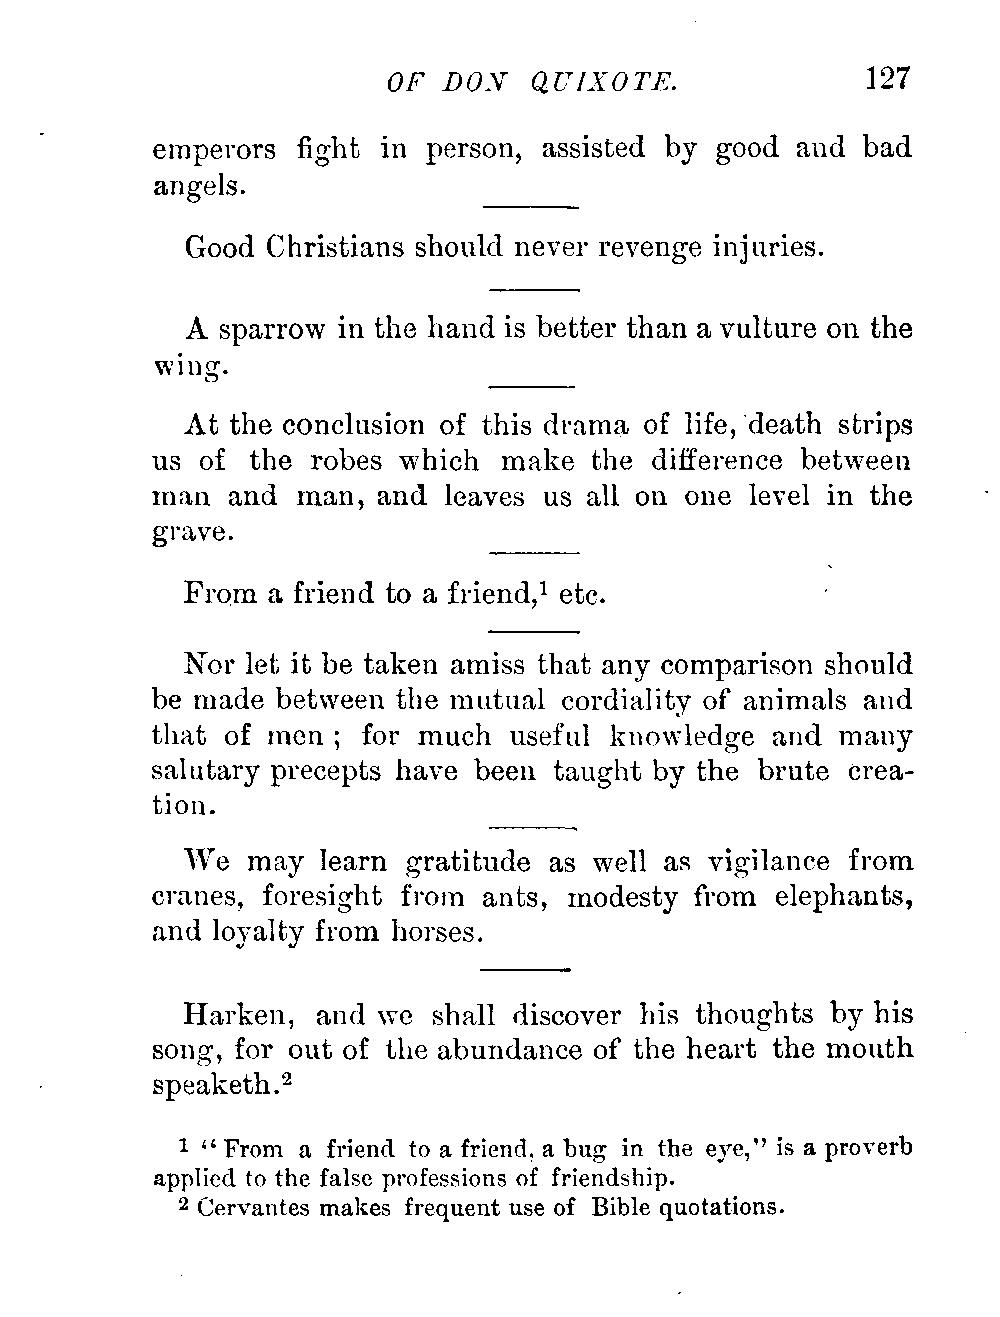 OF DON QUIXOTE. 127
emperors fight in person, assisted by good and bad
angels.
Good Christians should never revenge injuries.
A sparrow in the hand is better than a vulture on the
wing.
At the conclusion of this drama of life, death strips
us of the robes which make the difference between
man and man, and leaves us all on one level in the
grave.
From a friend to a friend,¹ etc.
Nor let it be taken amiss that any comparison should
be made between the mutual cordiality of animals and
that of men ; for much useful knowledge and many
salutary precepts have been taught by the brute crea-
tion.
We may learn gratitude as well as vigilance from
cranes, foresight from ants, modesty from elephants,
and loyalty from horses.
Harken, and we shall discover his thoughts by his
song, for out of the abundance of the heart the mouth
speaketh.²
1 “From a friend to a friend, a bug in the eye,” is a proverb
applied to the false professions of friendship.
2 Cervantes makes frequent use of Bible quotations.